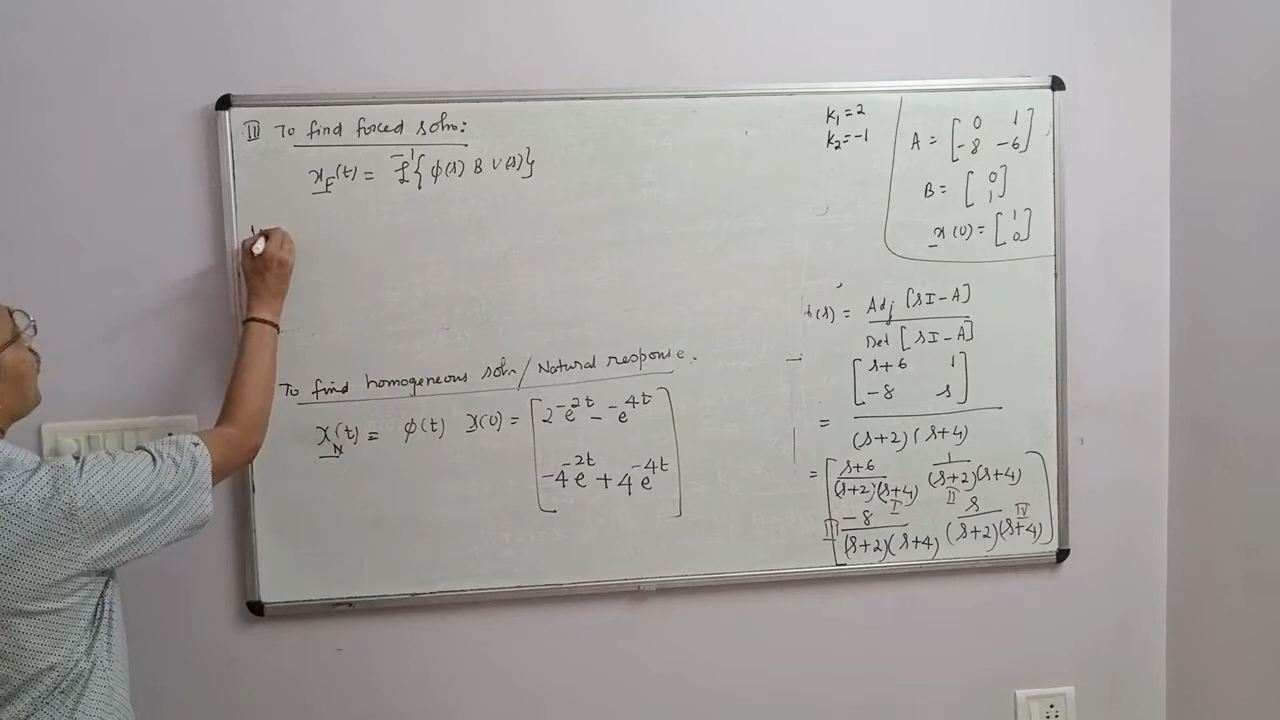 II To find forced soln:
x_F(t) = £⁻¹{ φ(s) B U(s)}
To find homogeneous soln / Natural response.
x_N(t) = φ(t) x(0) = [ 2e^-2t - e^-4t
-4e^-2t + 4e^-4t ]
K₁ = 2
K₂ = -1
A = [ 0 1
-8 -6 ]
B = [ 0
1 ]
x(0) = [ 1
0 ]
φ(s) = Adj [sI - A]
Det [sI - A]
[ s+6 1
-8 s ]
= (s+2)(s+4)
= [ s+6 / (s+2)(s+4) I 1 / (s+2)(s+4) II
III -8 / (s+2)(s+4) s / (s+2)(s+4) IV ]